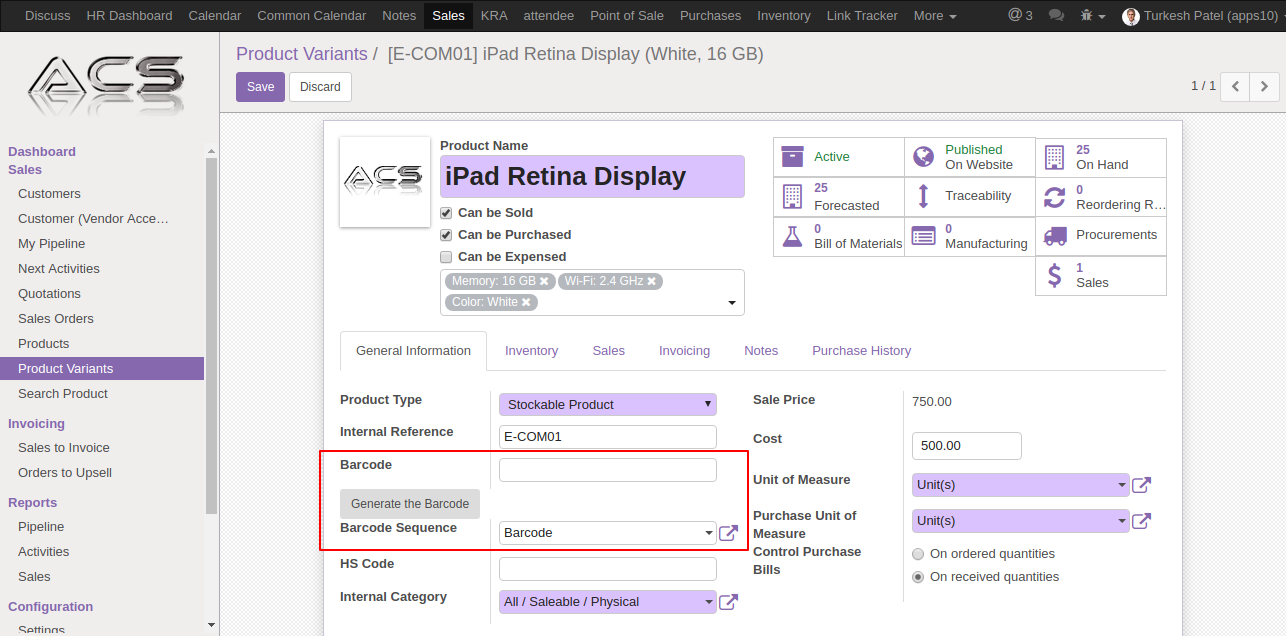 Discuss HR Dashboard Calendar Common Calendar Notes Sales KRA attendee Point of Sale Purchases Inventory Link Tracker More @ 3 Turkesh Patel (apps10)
ACS
Product Variants / [E-COM01] iPad Retina Display (White, 16 GB)
Save Discard
1 / 1
Dashboard
Sales
Customers
Customer (Vendor Acce…
My Pipeline
Next Activities
Quotations
Sales Orders
Products
Product Variants
Search Product
Invoicing
Sales to Invoice
Orders to Upsell
Reports
Pipeline
Activities
Sales
Configuration
Settings
ACS
Product Name
iPad Retina Display
Can be Sold
Can be Purchased
Can be Expensed
Memory: 16 GB ✖ Wi-Fi: 2.4 GHz ✖
Color: White ✖
Active
Published
On Website
25
On Hand
25
Forecasted
Traceability
0
Reordering R…
0
Bill of Materials
0
Manufacturing
Procurements
1
Sales
General Information Inventory Sales Invoicing Notes Purchase History
Product Type Stockable Product
Internal Reference E-COM01
Barcode
Generate the Barcode
Barcode Sequence Barcode
HS Code
Internal Category All / Saleable / Physical
Sale Price 750.00
Cost 500.00
Unit of Measure Unit(s)
Purchase Unit of Unit(s)
Measure
Control Purchase On ordered quantities
Bills On received quantities